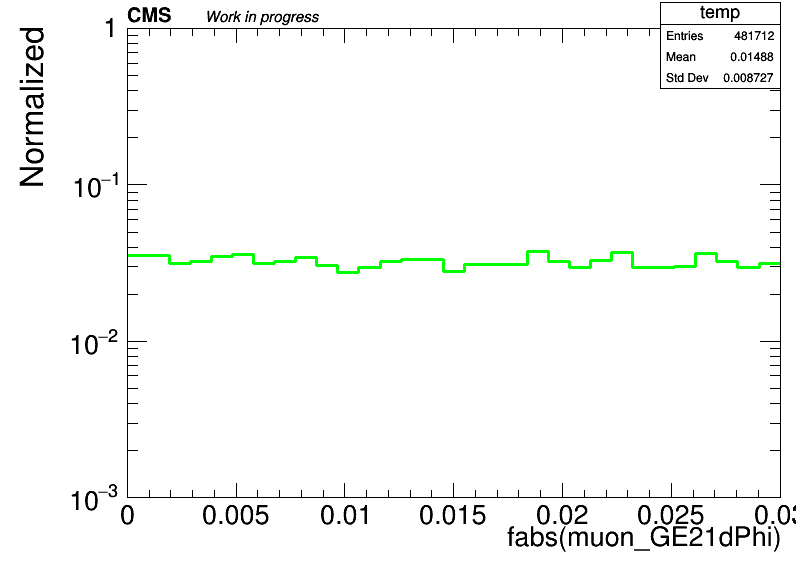 CMS Work in progress
temp
Entries 481712
Mean 0.01488
Std Dev 0.008727
Normalized
1
10−1
10−2
10−3
0 0.005 0.01 0.015 0.02 0.025 0.03
fabs(muon_GE21dPhi)